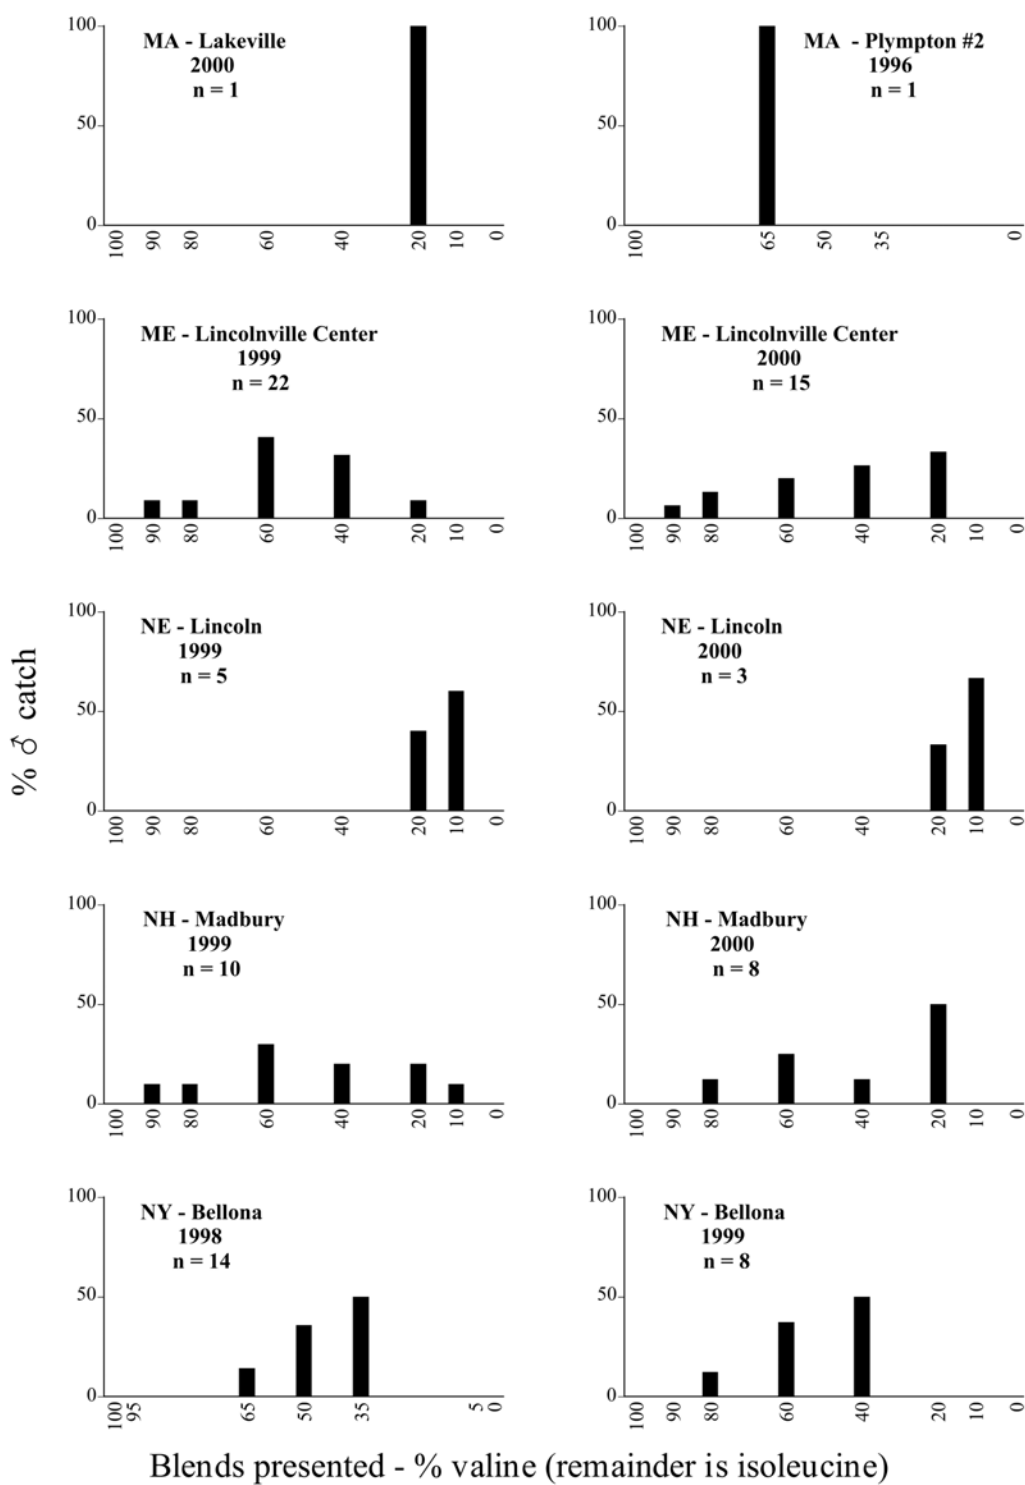 100
50
0
MA - Lakeville
2000
n = 1
100 90 80 60 40 20 10 0
100
50
0
MA - Plympton #2
1996
n = 1
100 65 50 35 0
100
50
0
ME - Lincolnville Center
1999
n = 22
100 90 80 60 40 20 10 0
100
50
0
ME - Lincolnville Center
2000
n = 15
100 90 80 60 40 20 10 0
% ♂ catch
100
50
0
NE - Lincoln
1999
n = 5
100 90 80 60 40 20 10 0
100
50
0
NE - Lincoln
2000
n = 3
100 90 80 60 40 20 10 0
100
50
0
NH - Madbury
1999
n = 10
100 90 80 60 40 20 10 0
100
50
0
NH - Madbury
2000
n = 8
100 90 80 60 40 20 10 0
100
50
0
NY - Bellona
1998
n = 14
100 95 65 50 35 5 0
100
50
0
NY - Bellona
1999
n = 8
100 90 80 60 40 20 10 0
Blends presented - % valine (remainder is isoleucine)